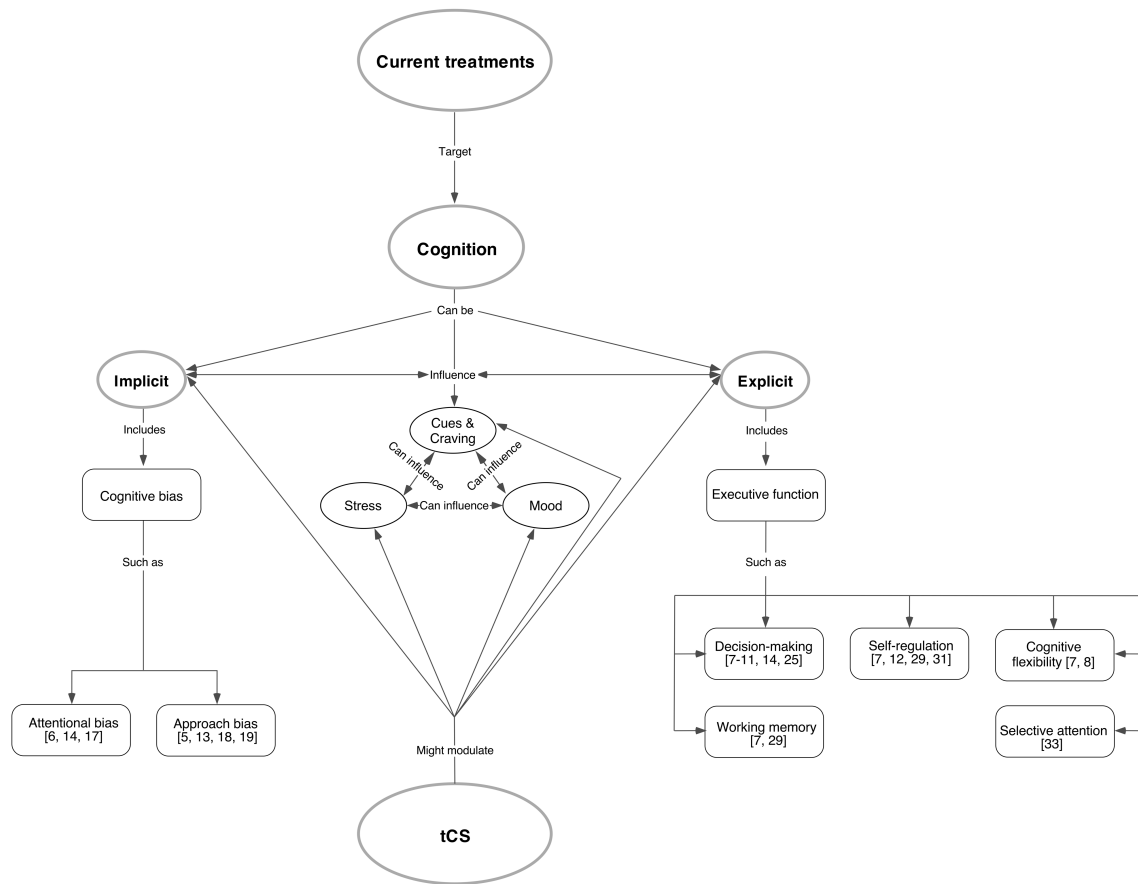 Current treatments
Target
Cognition
Can be
Implicit
Influence
Explicit
Cues &
Craving
Includes
Includes
Can influence
Can influence
Cognitive bias
Stress
Can influence
Mood
Executive function
Such as
Such as
Decision-making
[7-11, 14, 25]
Self-regulation
[7, 12, 29, 31]
Cognitive
flexibility [7, 8]
Attentional bias
[6, 14, 17]
Approach bias
[5, 13, 18, 19]
Working memory
[7, 29]
Selective attention
[33]
Might modulate
tCS